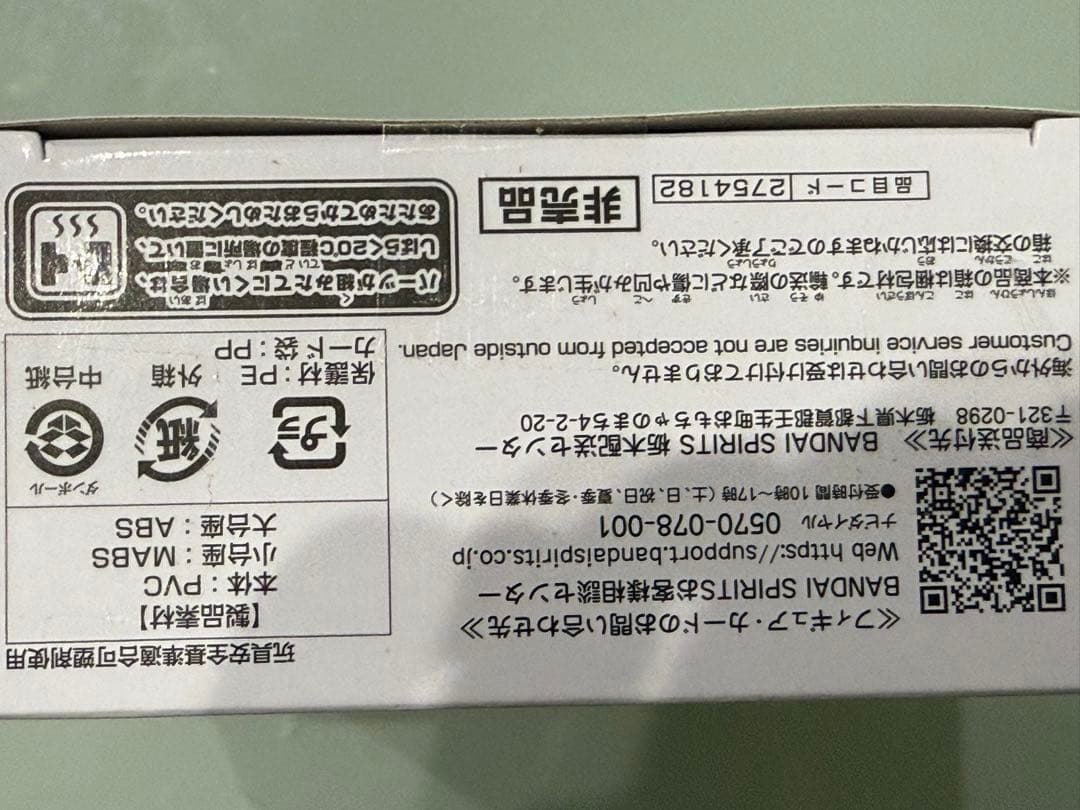 玩具安全基準適合可塑剤使用
≪フィギュア・カードのお問い合わせ先≫
BANDAI SPIRITSお客様相談センター
Web https://support.bandaispirits.co.jp
ナビダイヤル 0570-078-001
●受付時間 10時〜17時(土、日、祝日、夏季・冬季休業日を除く)
≪商品送付先≫ BANDAI SPIRITS 栃木配送センター
〒321-0298 栃木県下都賀郡壬生町おもちゃのまち4-2-20
海外からのお問い合わせは受け付けておりません。
Customer service inquiries are not accepted from outside Japan.
※本商品の箱は梱包材です。輸送の際などに傷や凹みが生じます。
箱の交換には応じかねますのでご了承ください。
品目コード 2754182
非売品
【製品素材】
本体:PVC
小台座:MABS
大台座:ABS
ダンボール
プラ
紙
保護材:PE
カード袋:PP
外箱
中台紙
パーツが組みたてにくい場合は、
しばらく20℃程度の場所に置いて、
あたためてからおためしください。